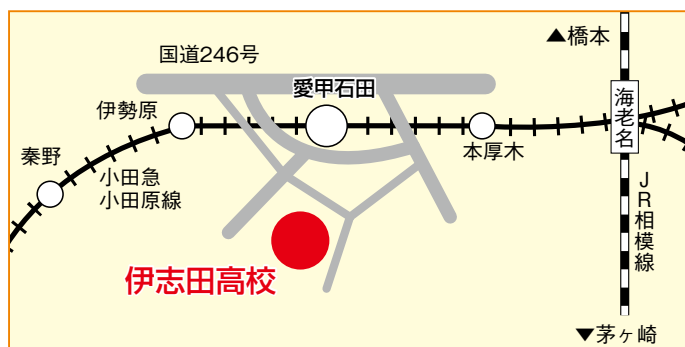 国道246号
▲橋本
愛甲石田
海老名
伊勢原
本厚木
秦野
小田急
小田原線
JR相模線
伊志田高校
▼茅ヶ崎